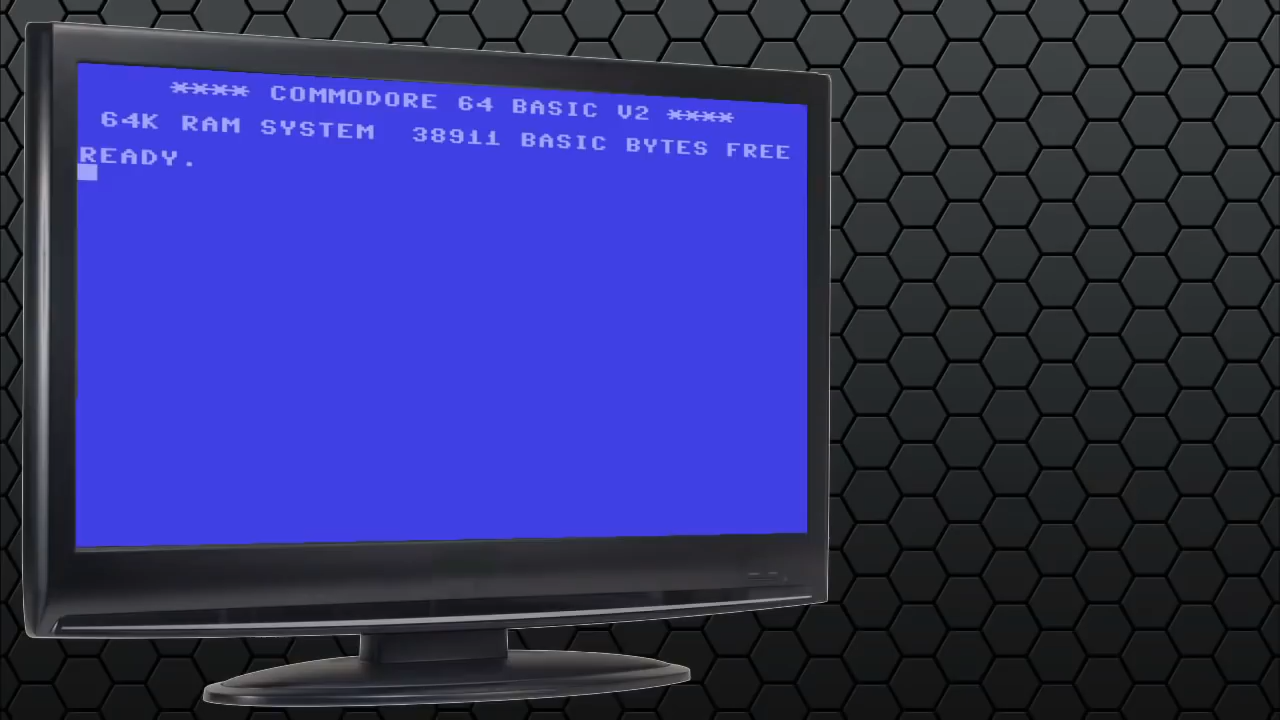 **** COMMODORE 64 BASIC V2 ****
64K RAM SYSTEM  38911 BASIC BYTES FREE
READY.